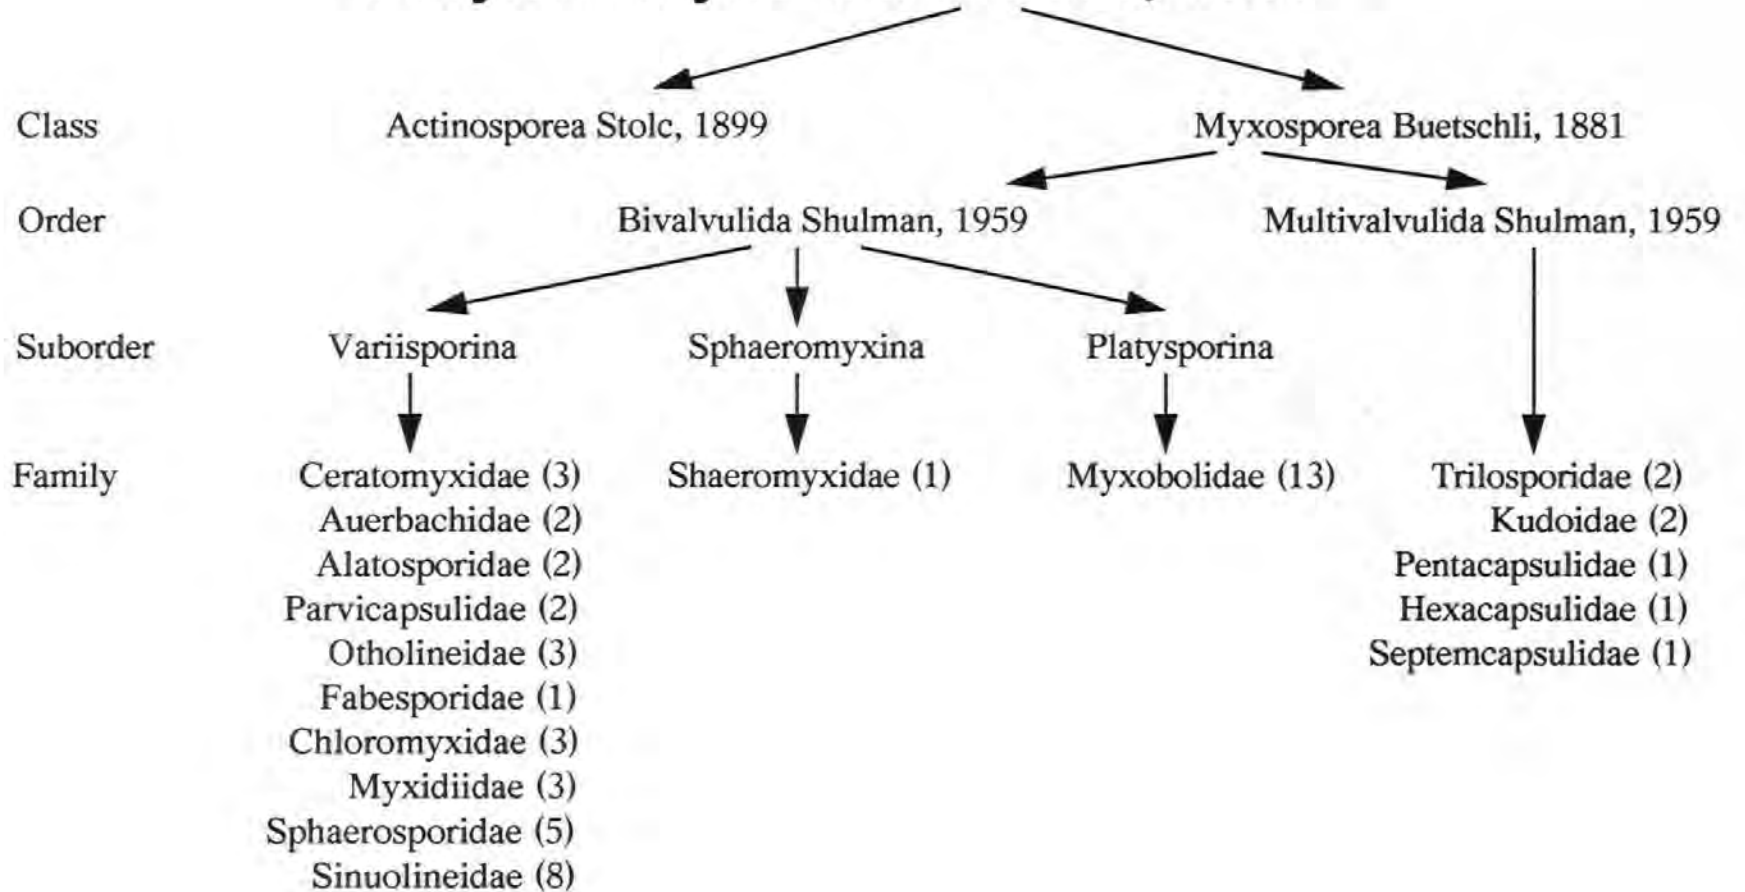 Class Actinosporea Stolc, 1899 Myxosporea Buetschli, 1881
Order Bivalvulida Shulman, 1959 Multivalvulida Shulman, 1959
Suborder Variisporina Sphaeromyxina Platysporina
Family Ceratomyxidae (3) Shaeromyxidae (1) Myxobolidae (13) Trilosporidae (2)
Auerbachidae (2) Kudoidae (2)
Alatosporidae (2) Pentacapsulidae (1)
Parvicapsulidae (2) Hexacapsulidae (1)
Otholineidae (3) Septemcapsulidae (1)
Fabesporidae (1)
Chloromyxidae (3)
Myxidiidae (3)
Sphaerosporidae (5)
Sinuolineidae (8)